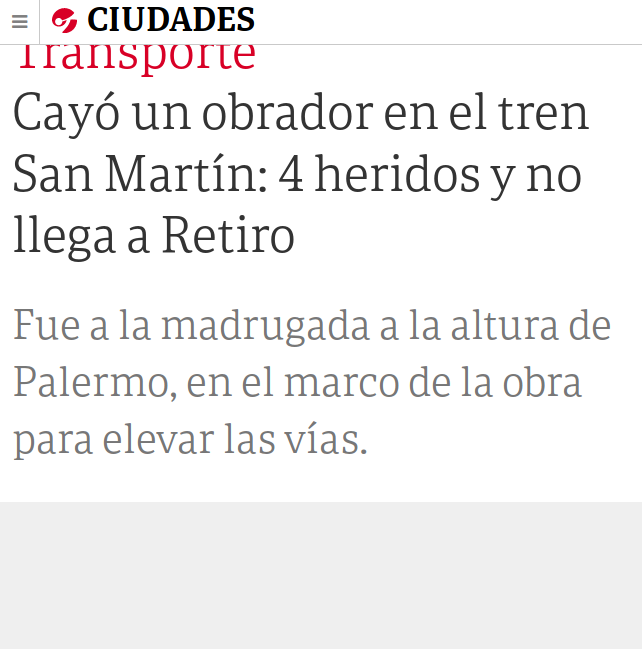 CIUDADES
Transporte
Cayó un obrador en el tren
San Martín: 4 heridos y no
llega a Retiro
Fue a la madrugada a la altura de
Palermo, en el marco de la obra
para elevar las vías.